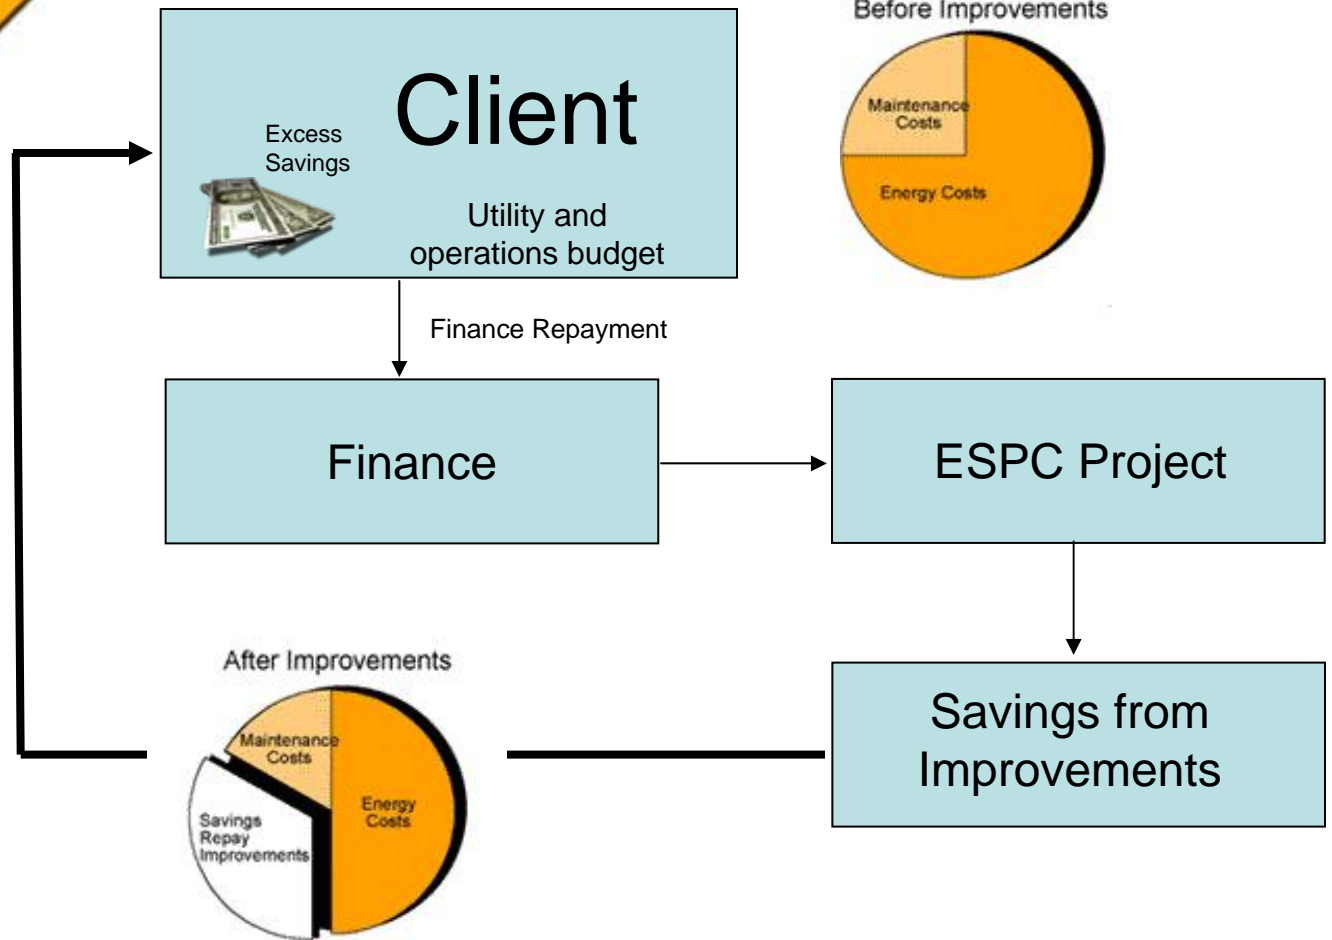 Before Improvements
Client
Excess
Savings
Utility and
operations budget
Maintenance
Costs
Energy Costs
Finance Repayment
Finance
ESPC Project
After Improvements
Maintenance
Costs
Energy
Costs
Savings
Repay
Improvements
Savings from
Improvements